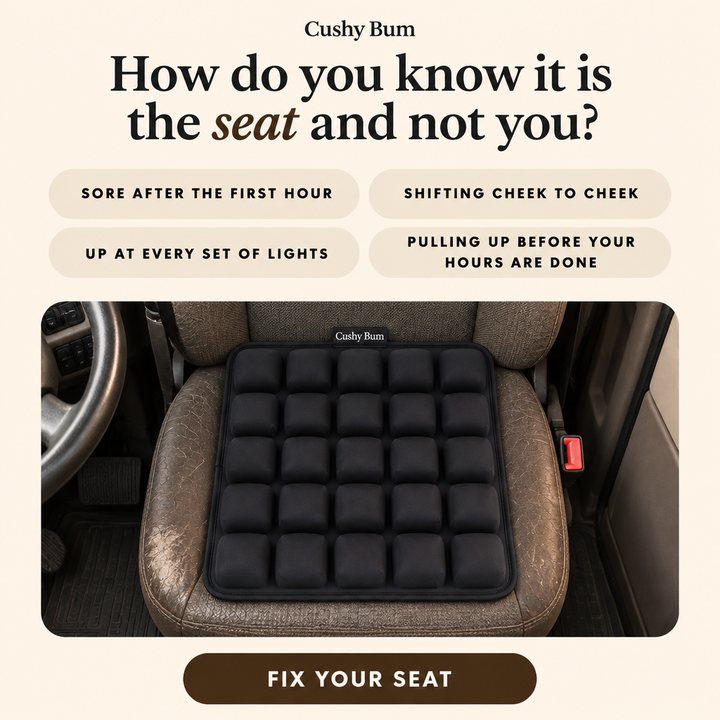 Cushy Bum
How do you know it is
the seat and not you?
SORE AFTER THE FIRST HOUR
SHIFTING CHEEK TO CHEEK
UP AT EVERY SET OF LIGHTS
PULLING UP BEFORE YOUR
HOURS ARE DONE
Cushy Bum
FIX YOUR SEAT